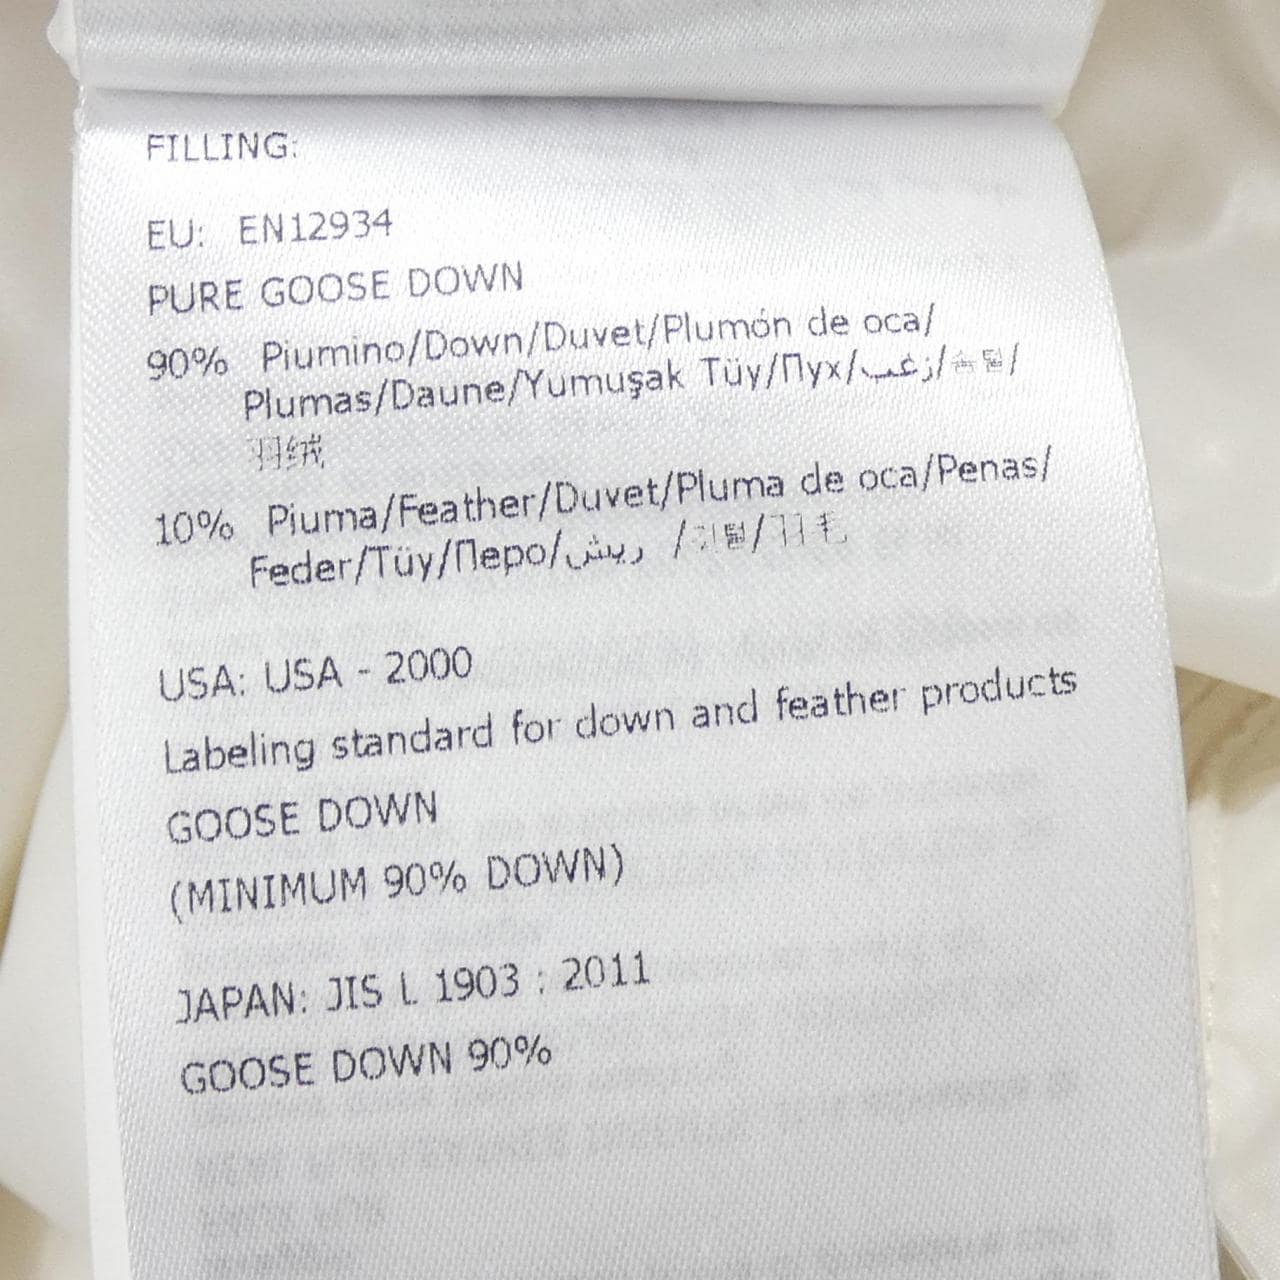 FILLING:
EU: EN12934
PURE GOOSE DOWN
90% Piumino/Down/Duvet/Plumón de oca/
Plumas/Daune/Yumuşak Tüy/Пух/زغب/솜털/
羽绒
10% Piuma/Feather/Duvet/Pluma de oca/Penas/
Feder/Tüy/Перо/ريش /깃털/羽毛
USA: USA - 2000
Labeling standard for down and feather products
GOOSE DOWN
(MINIMUM 90% DOWN)
JAPAN: JIS L 1903 : 2011
GOOSE DOWN 90%